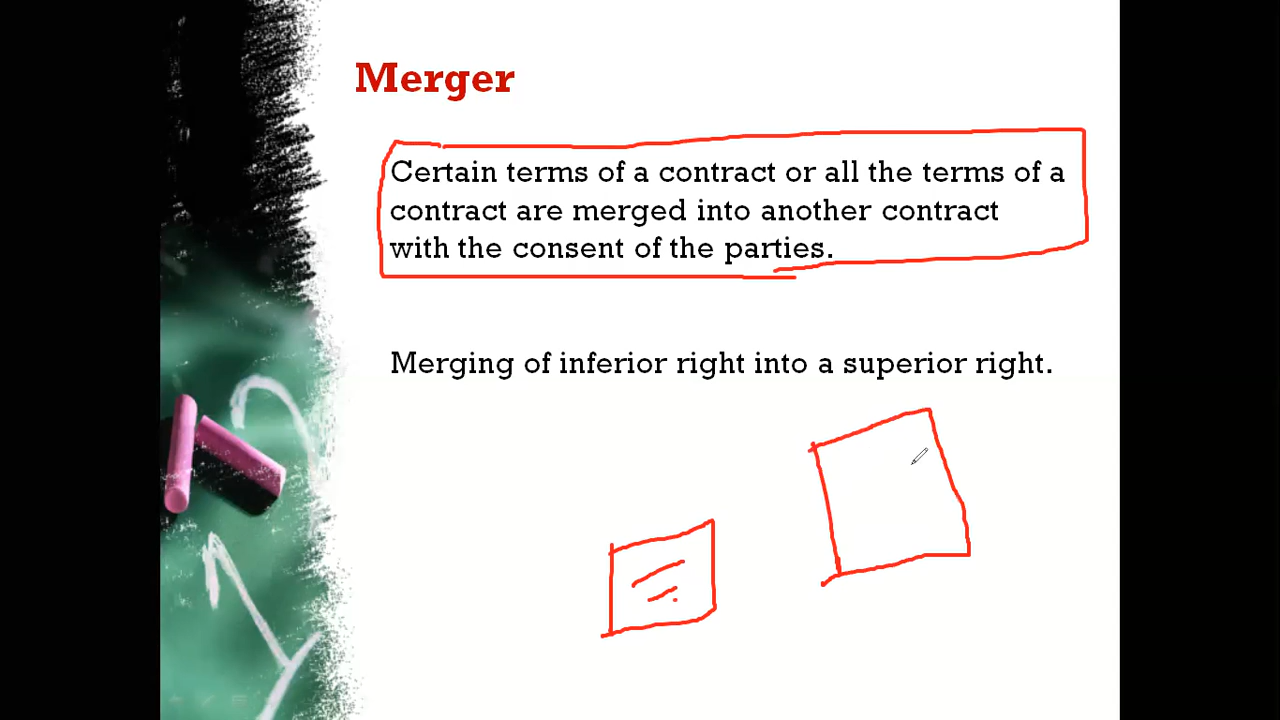 Merger
Certain terms of a contract or all the terms of a
contract are merged into another contract
with the consent of the parties.
Merging of inferior right into a superior right.